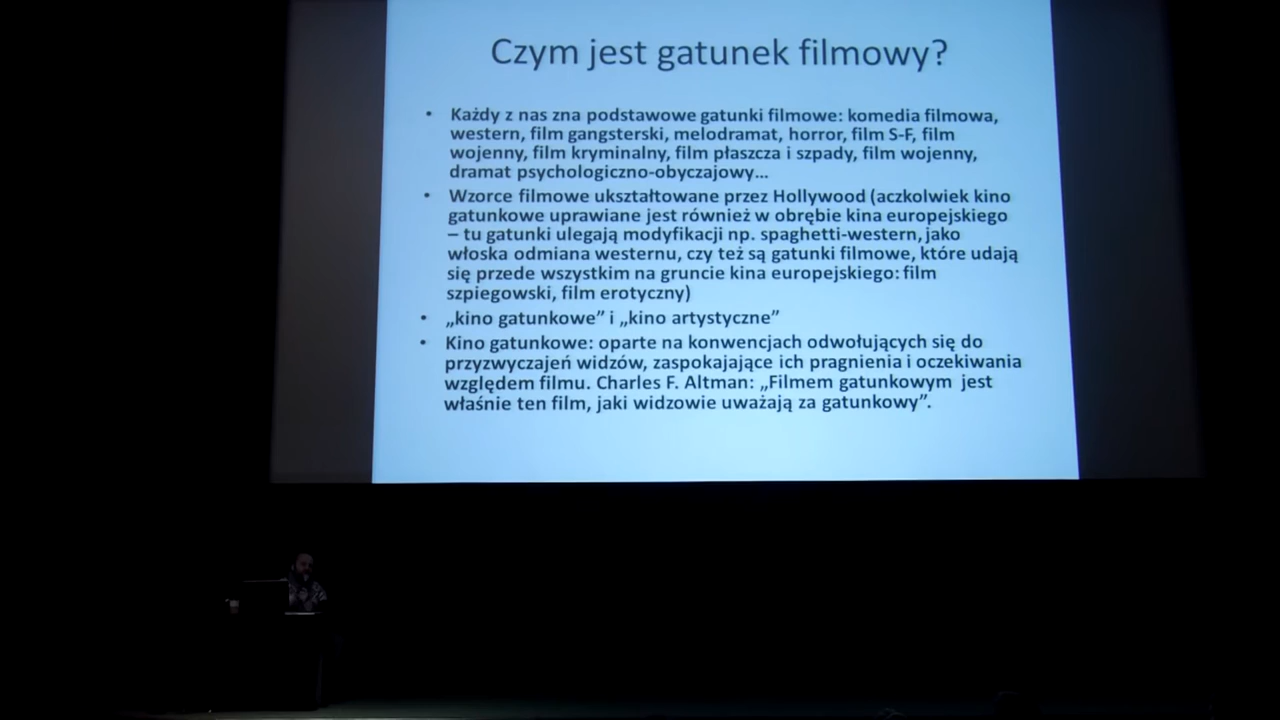 Czym jest gatunek filmowy?
• Każdy z nas zna podstawowe gatunki filmowe: komedia filmowa,
western, film gangsterski, melodramat, horror, film S-F, film
wojenny, film kryminalny, film płaszcza i szpady, film wojenny,
dramat psychologiczno-obyczajowy...
• Wzorce filmowe ukształtowane przez Hollywood (aczkolwiek kino
gatunkowe uprawiane jest również w obrębie kina europejskiego
– tu gatunki ulegają modyfikacji np. spaghetti-western, jako
włoska odmiana westernu, czy też są gatunki filmowe, które udają
się przede wszystkim na gruncie kina europejskiego: film
szpiegowski, film erotyczny)
• „kino gatunkowe” i „kino artystyczne”
• Kino gatunkowe: oparte na konwencjach odwołujących się do
przyzwyczajeń widzów, zaspokajające ich pragnienia i oczekiwania
względem filmu. Charles F. Altman: „Filmem gatunkowym jest
właśnie ten film, jaki widzowie uważają za gatunkowy”.